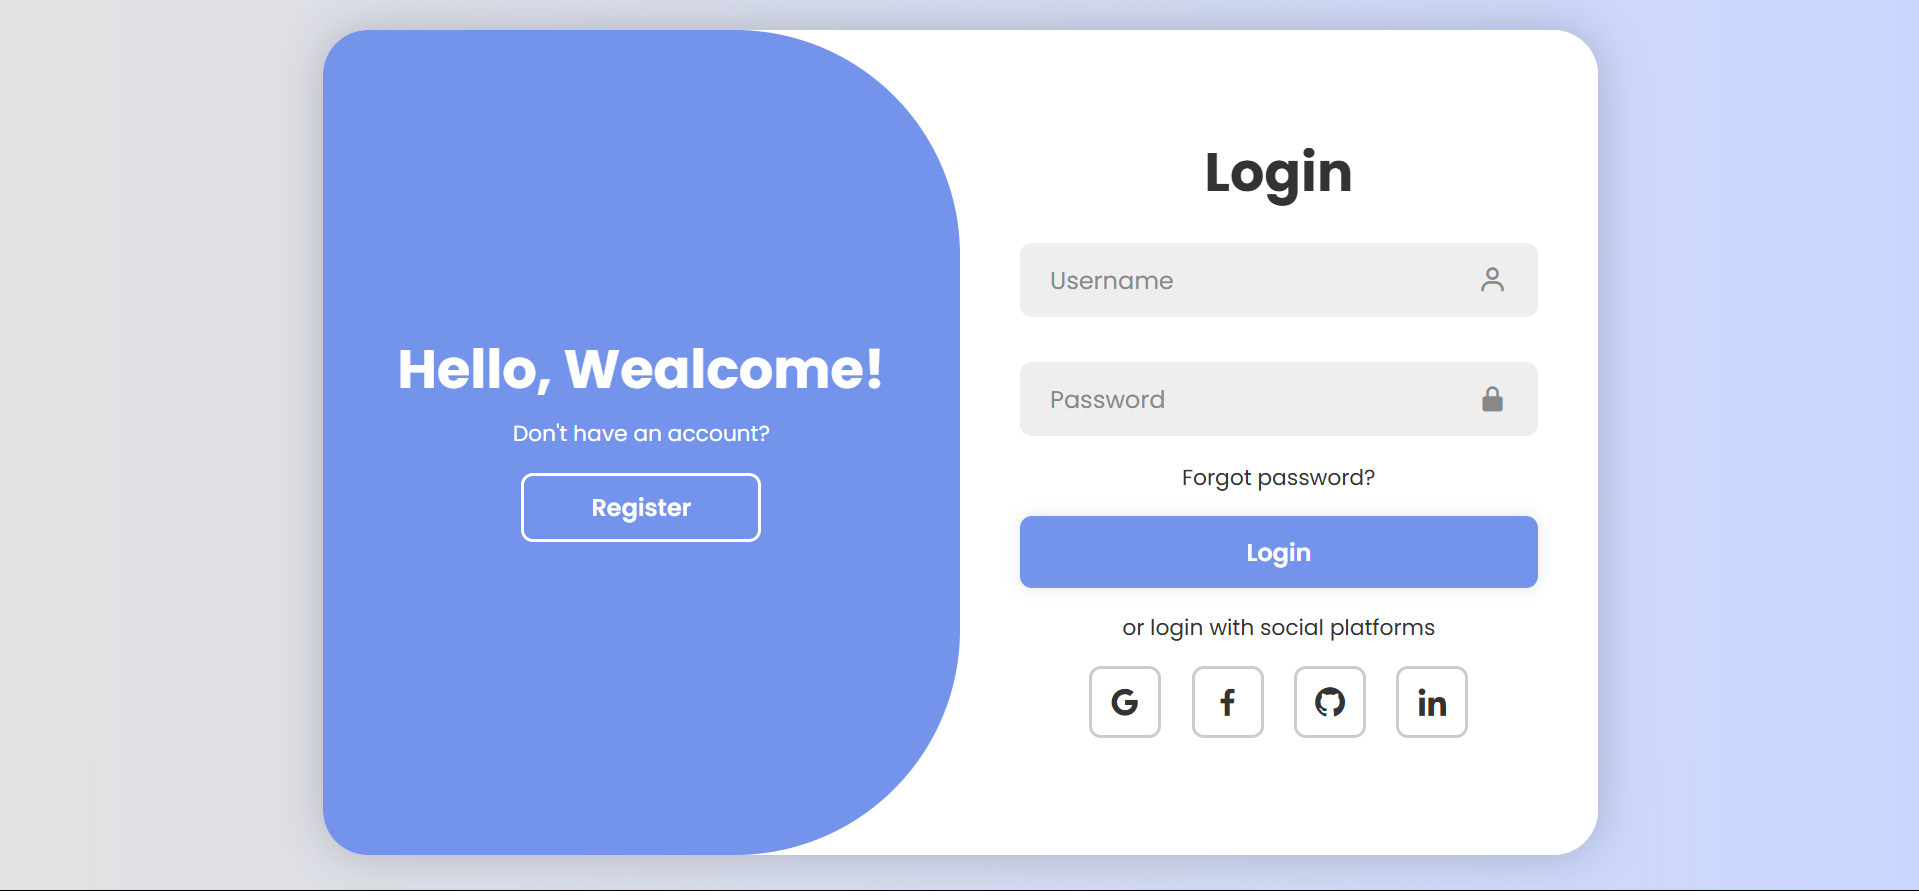 Hello, Wealcome!
Don't have an account?
Register
Login
Username
Password
Forgot password?
Login
or login with social platforms
G
f
in